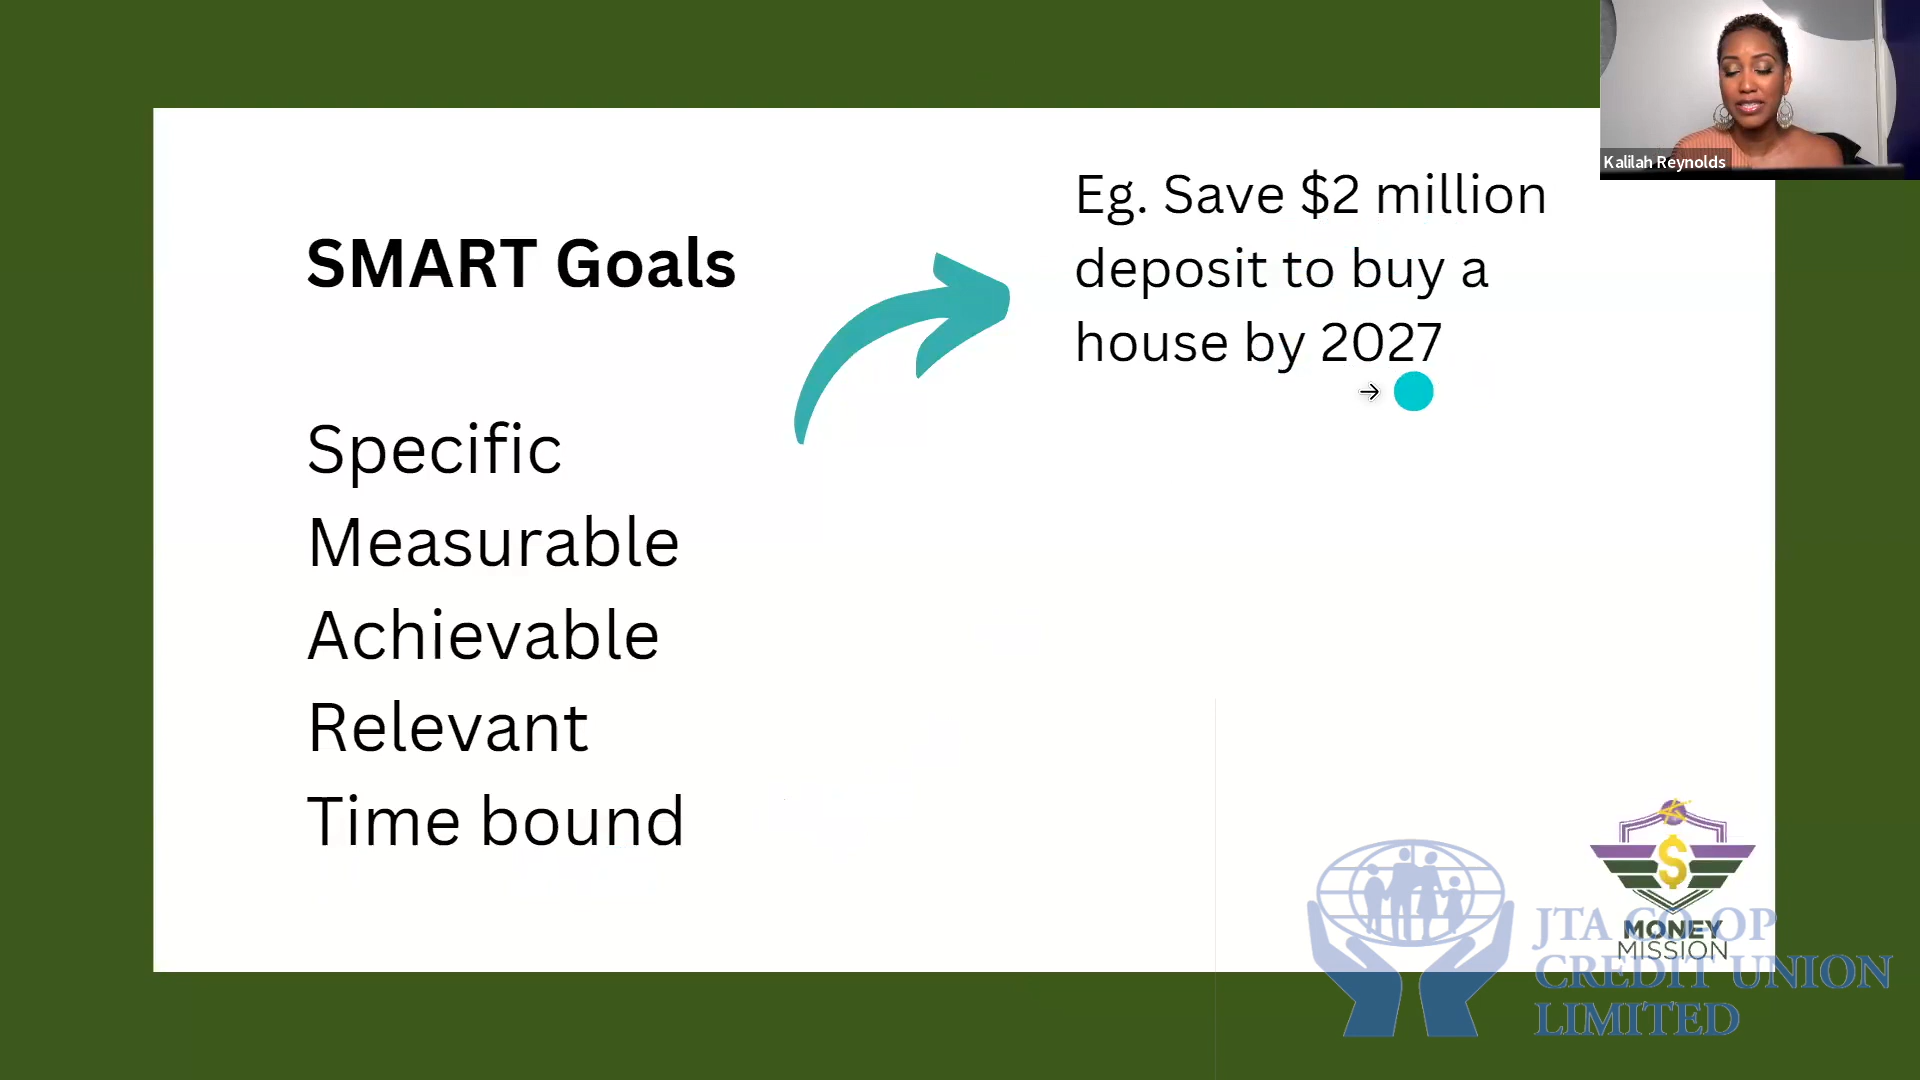 Kalilah Reynolds
SMART Goals
Specific
Measurable
Achievable
Relevant
Time bound
Eg. Save $2 million
deposit to buy a
house by 2027
$
MONEY
MISSION
JTA CO-OP
CREDIT UNION
LIMITED